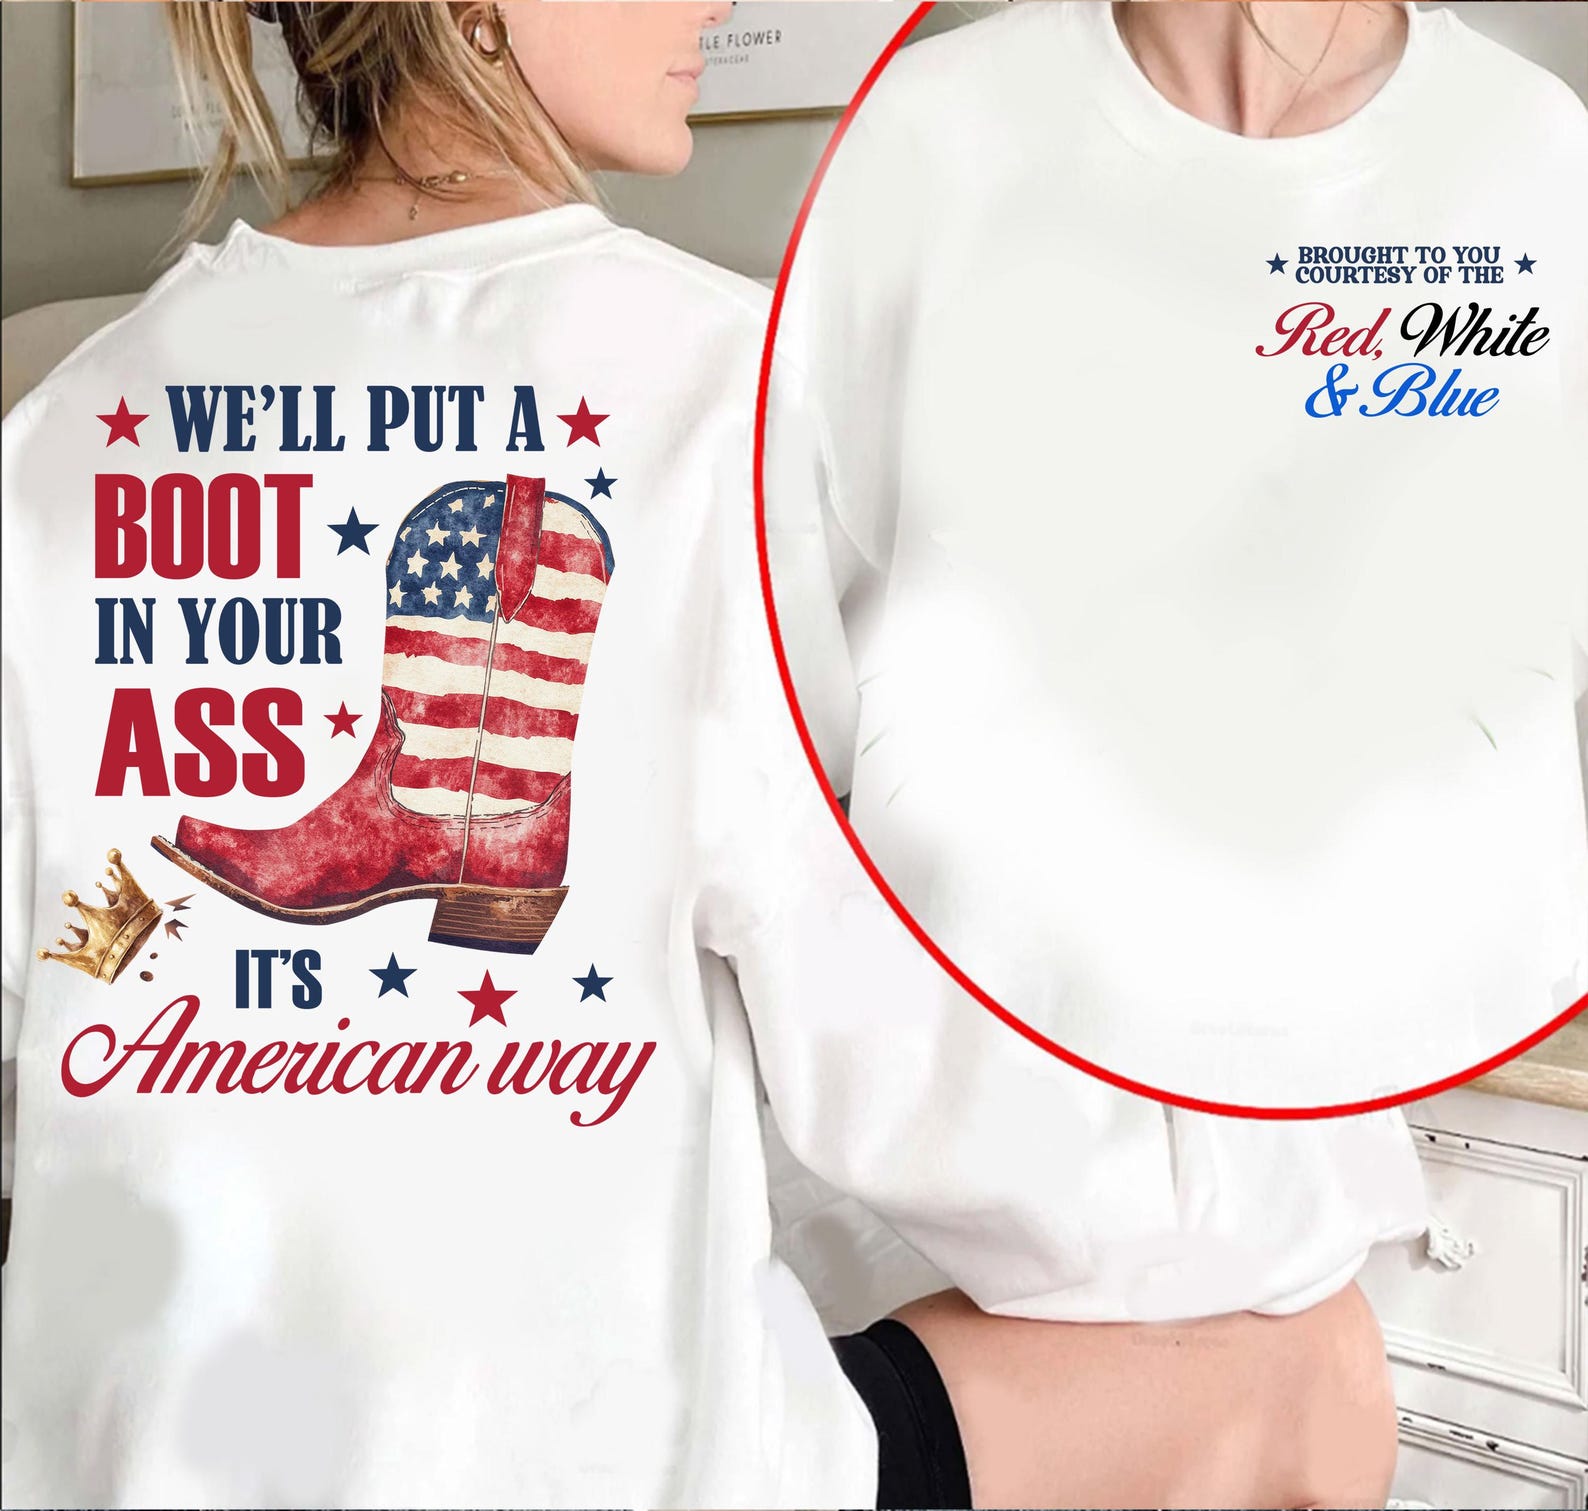 WE'LL PUT A
BOOT
IN YOUR
ASS
IT'S
American way
TLE FLOWER
BROUGHT TO YOU
COURTESY OF THE
Red, White
& Blue